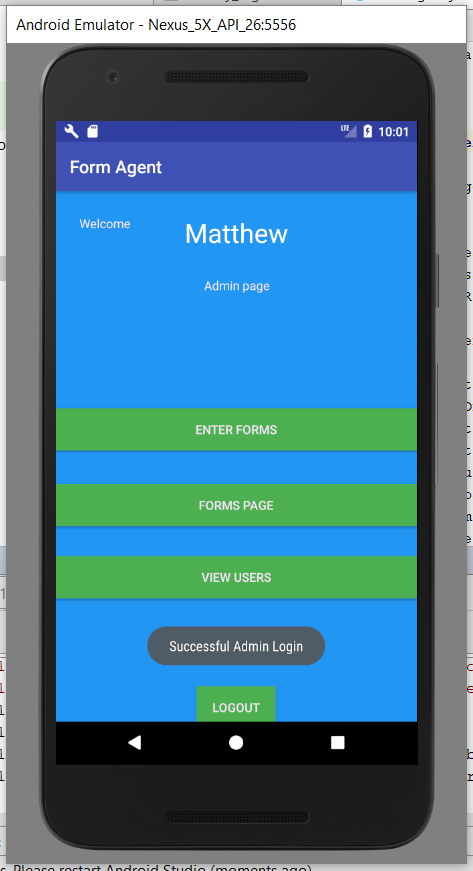 Android Emulator - Nexus_5X_API_26:5556
LTE 10:01
Form Agent
Welcome
Matthew
Admin page
ENTER FORMS
FORMS PAGE
VIEW USERS
Successful Admin Login
LOGOUT
Please restart Android Studio (moments ago)